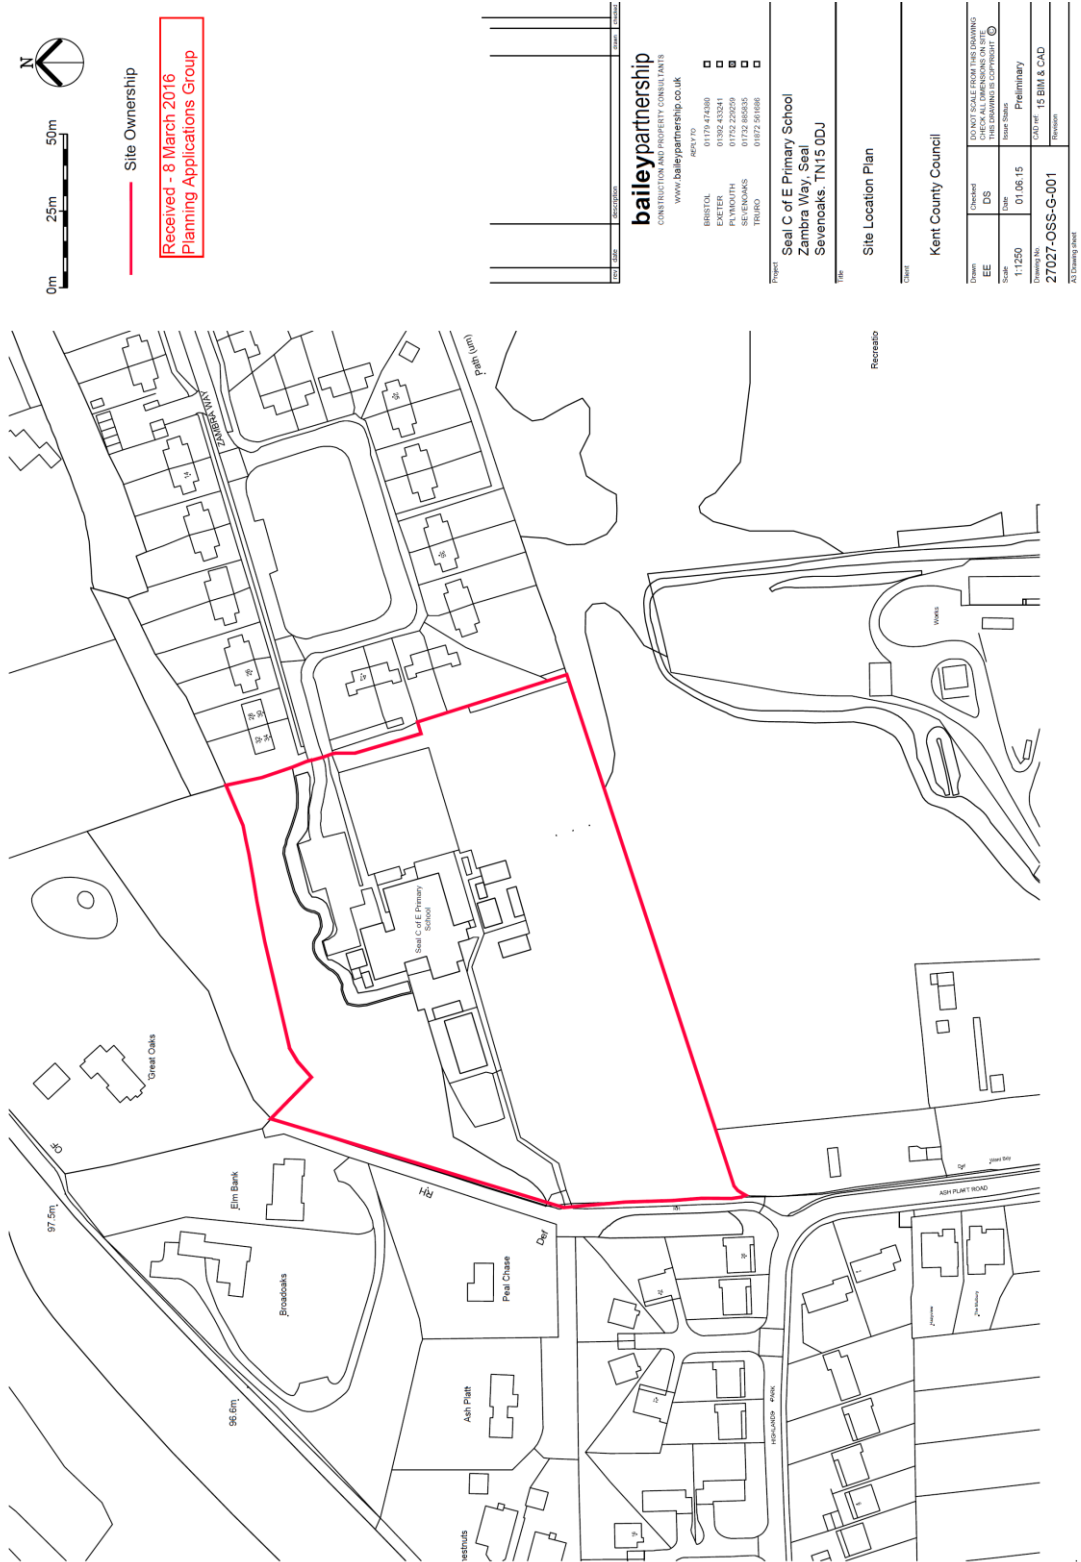 N
0m
25m
50m
Site Ownership
Received - 8 March 2016
Planning Applications Group
rev
date
description
drawn
checked
baileypartnership
CONSTRUCTION AND PROPERTY CONSULTANTS
www.baileypartnership.co.uk
REPLY TO
BRISTOL 01179 474380
EXETER 01392 433241
PLYMOUTH 01752 229259
SEVENOAKS 01732 885835
TRURO 01872 561686
Project
Seal C of E Primary School
Zambra Way, Seal
Sevenoaks. TN15 0DJ
Title
Site Location Plan
Client
Kent County Council
Drawn
EE
Checked
DS
DO NOT SCALE FROM THIS DRAWING
CHECK ALL DIMENSIONS ON SITE
THIS DRAWING IS COPYRIGHT ©
Scale
1:1250
Date
01.06.15
Issue Status
Preliminary
Drawing No.
27027-OSS-G-001
CAD ref. 15 BIM & CAD
Revision
A3 Drawing sheet
ZAMBRA WAY
Path (um)
Recreatio
Works
Seal C of E Primary
School
Great Oaks
CF
97.5m
Elm Bank
RH
Broadoaks
Def
Peal Chase
96.6m
Ash Platt
estnuts
HIGHLANDS PARK
ASH PLATT ROAD